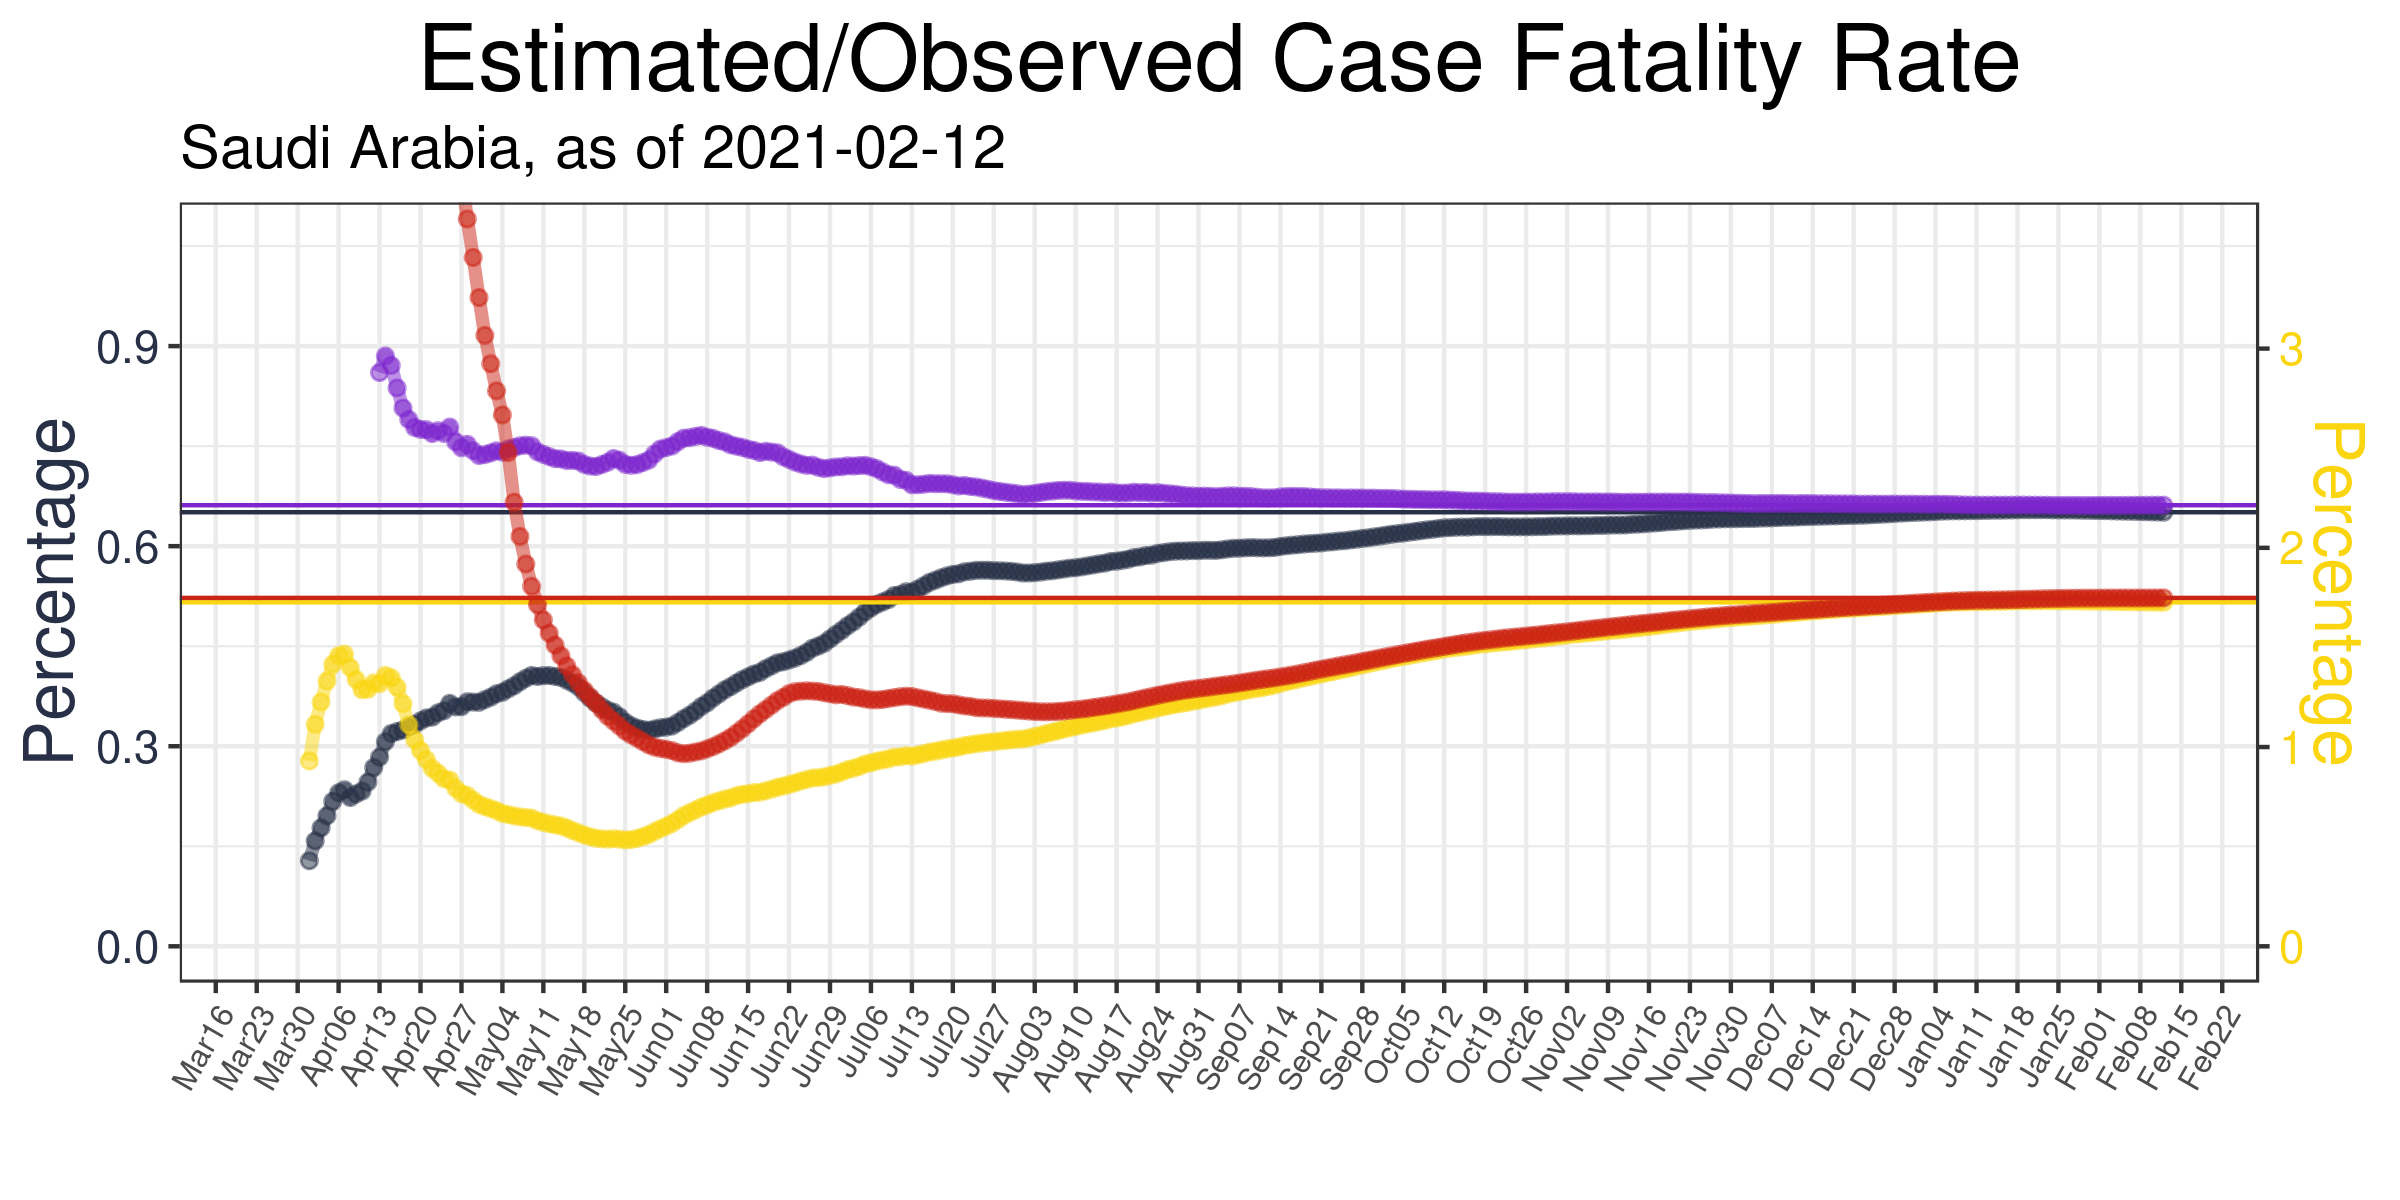 Estimated/Observed Case Fatality Rate
Saudi Arabia, as of 2021-02-12
Percentage
0.9
0.6
0.3
0.0
3
2
1
0
Percentage
Mar16 Mar23 Mar30 Apr06 Apr13 Apr20 Apr27 May04 May11 May18 May25 Jun01 Jun08 Jun15 Jun22 Jun29 Jul06 Jul13 Jul20 Jul27 Aug03 Aug10 Aug17 Aug24 Aug31 Sep07 Sep14 Sep21 Sep28 Oct05 Oct12 Oct19 Oct26 Nov02 Nov09 Nov16 Nov23 Nov30 Dec07 Dec14 Dec21 Dec28 Jan04 Jan11 Jan18 Jan25 Feb01 Feb08 Feb15 Feb22